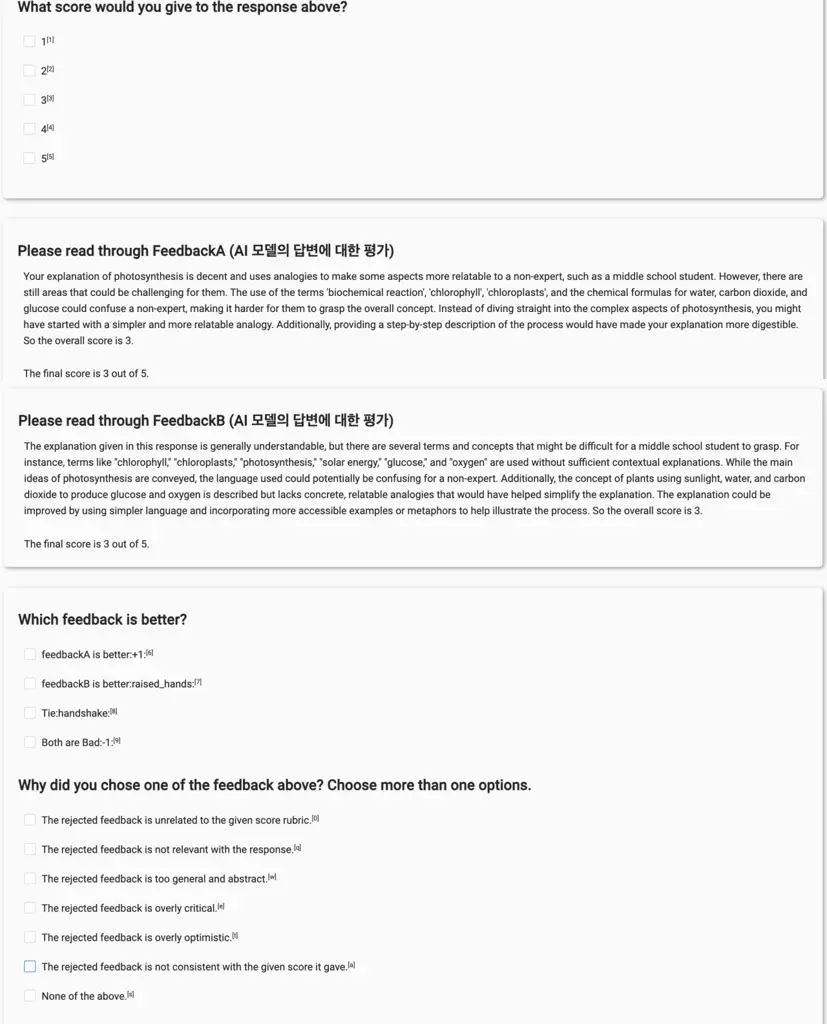 What score would you give to the response above?
1[1]
2[2]
3[3]
4[4]
5[5]
Please read through FeedbackA (AI 모델의 답변에 대한 평가)
Your explanation of photosynthesis is decent and uses analogies to make some aspects more relatable to a non-expert, such as a middle school student. However, there are
still areas that could be challenging for them. The use of the terms 'biochemical reaction', 'chlorophyll', 'chloroplasts', and the chemical formulas for water, carbon dioxide, and
glucose could confuse a non-expert, making it harder for them to grasp the overall concept. Instead of diving straight into the complex aspects of photosynthesis, you might
have started with a simpler and more relatable analogy. Additionally, providing a step-by-step description of the process would have made your explanation more digestible.
So the overall score is 3.
The final score is 3 out of 5.
Please read through FeedbackB (AI 모델의 답변에 대한 평가)
The explanation given in this response is generally understandable, but there are several terms and concepts that might be difficult for a middle school student to grasp. For
instance, terms like "chlorophyll," "chloroplasts," "photosynthesis," "solar energy," "glucose," and "oxygen" are used without sufficient contextual explanations. While the main
ideas of photosynthesis are conveyed, the language used could potentially be confusing for a non-expert. Additionally, the concept of plants using sunlight, water, and carbon
dioxide to produce glucose and oxygen is described but lacks concrete, relatable analogies that would have helped simplify the explanation. The explanation could be
improved by using simpler language and incorporating more accessible examples or metaphors to help illustrate the process. So the overall score is 3.
The final score is 3 out of 5.
Which feedback is better?
feedbackA is better:+1:[6]
feedbackB is better:raised_hands:[7]
Tie:handshake:[8]
Both are Bad:-1:[9]
Why did you chose one of the feedback above? Choose more than one options.
The rejected feedback is unrelated to the given score rubric.[0]
The rejected feedback is not relevant with the response.[q]
The rejected feedback is too general and abstract.[w]
The rejected feedback is overly critical.[e]
The rejected feedback is overly optimistic.[t]
The rejected feedback is not consistent with the given score it gave.[a]
None of the above.[s]